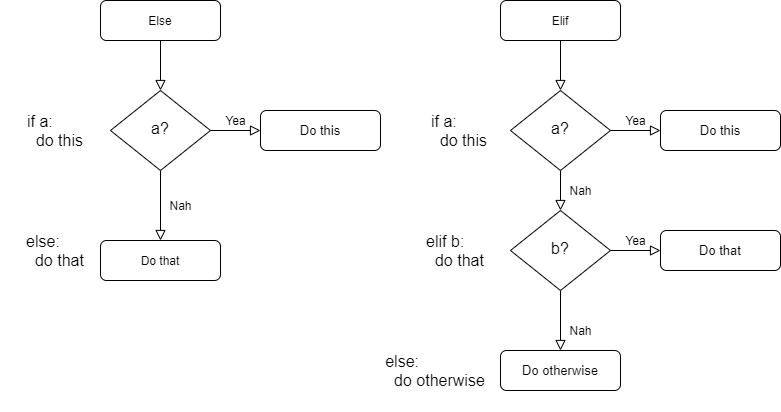 Else
if a:
do this
a?
Yea
Do this
Nah
else:
do that
Do that
Elif
if a:
do this
a?
Yea
Do this
Nah
elif b:
do that
b?
Yea
Do that
Nah
else:
do otherwise
Do otherwise